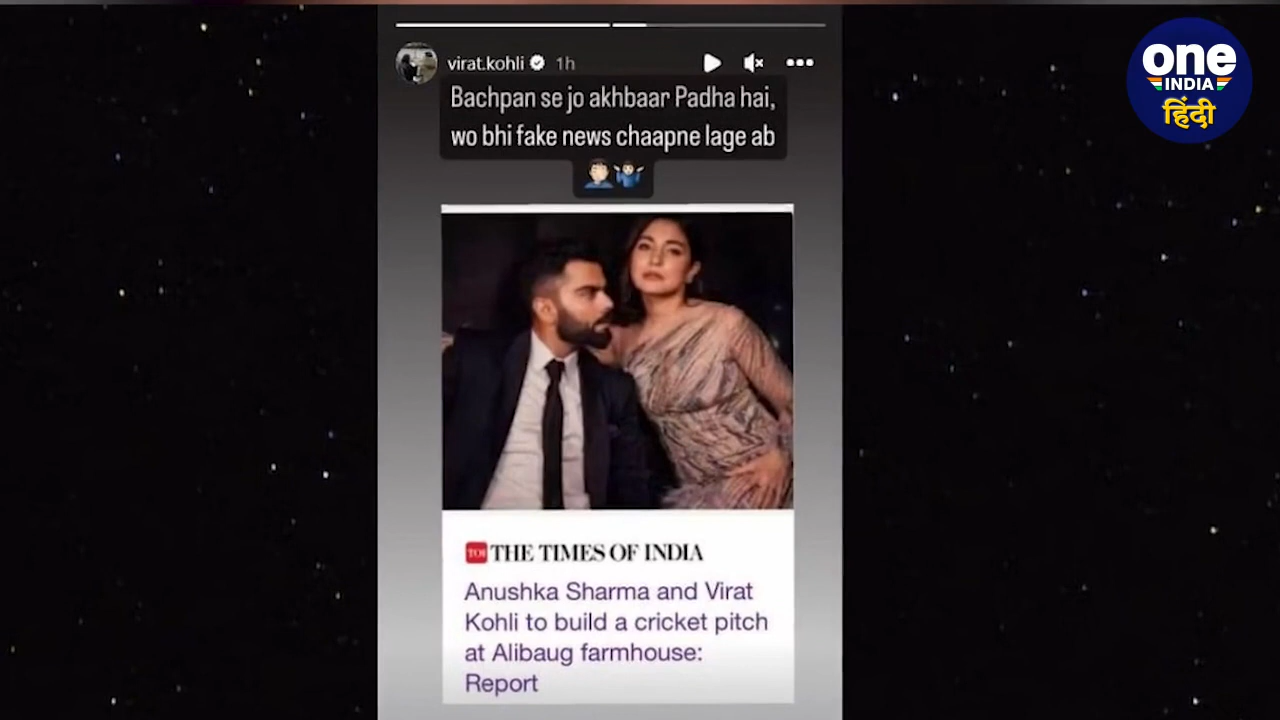 virat.kohli 1h
Bachpan se jo akhbaar Padha hai,
wo bhi fake news chaapne lage ab
TOI THE TIMES OF INDIA
Anushka Sharma and Virat
Kohli to build a cricket pitch
at Alibaug farmhouse:
Report
one
INDIA
हिंदी